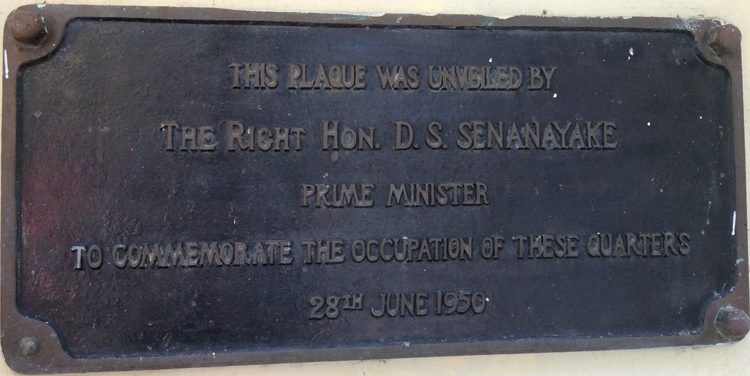 THIS PLAQUE WAS UNVEILED BY
THE RIGHT HON. D. S. SENANAYAKE
PRIME MINISTER
TO COMMEMORATE THE OCCUPATION OF THESE QUARTERS
28TH JUNE 1950